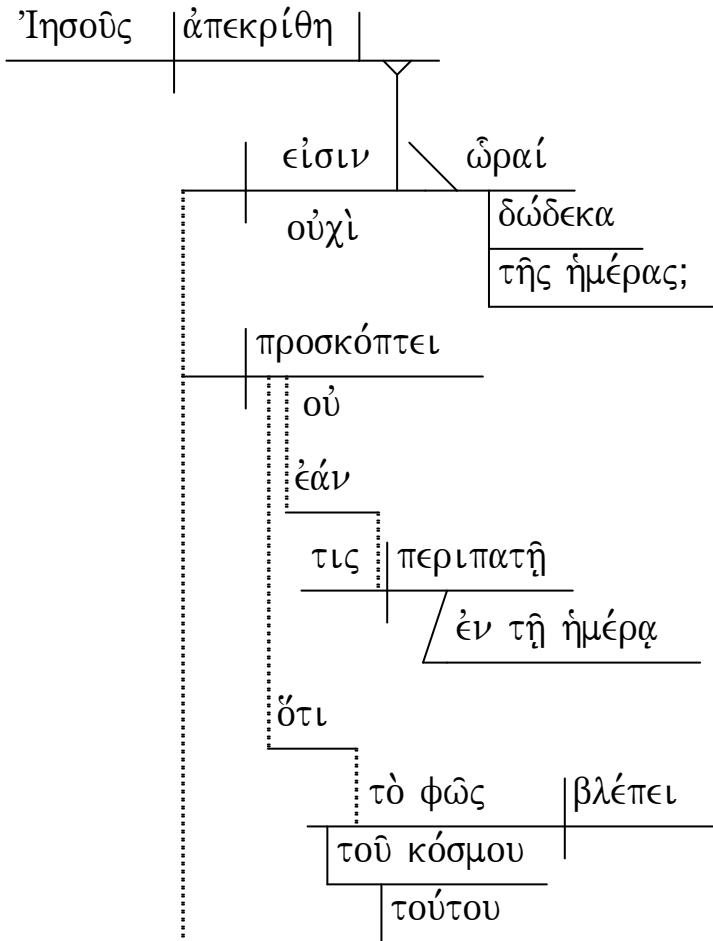 Ἰησοῦς ἀπεκρίθη
εἰσιν ὧραί
οὐχὶ δώδεκα
τῆς ἡμέρας;
προσκόπτει
οὐ
ἐάν
τις περιπατῇ
ἐν τῇ ἡμέρᾳ
ὅτι
τὸ φῶς βλέπει
τοῦ κόσμου
τούτου